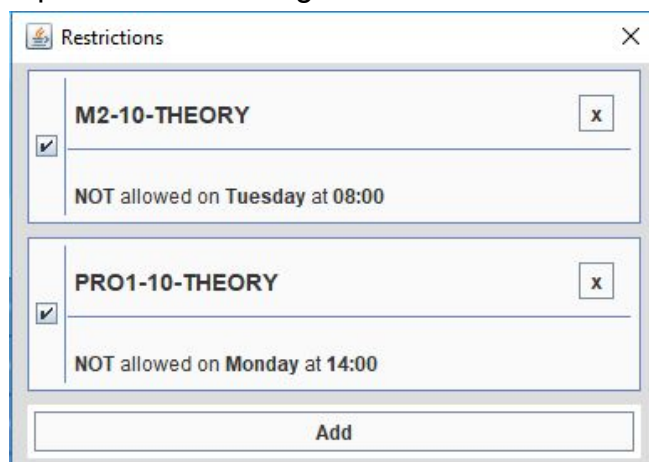 Restrictions
M2-10-THEORY
x
NOT allowed on Tuesday at 08:00
PRO1-10-THEORY
x
NOT allowed on Monday at 14:00
Add